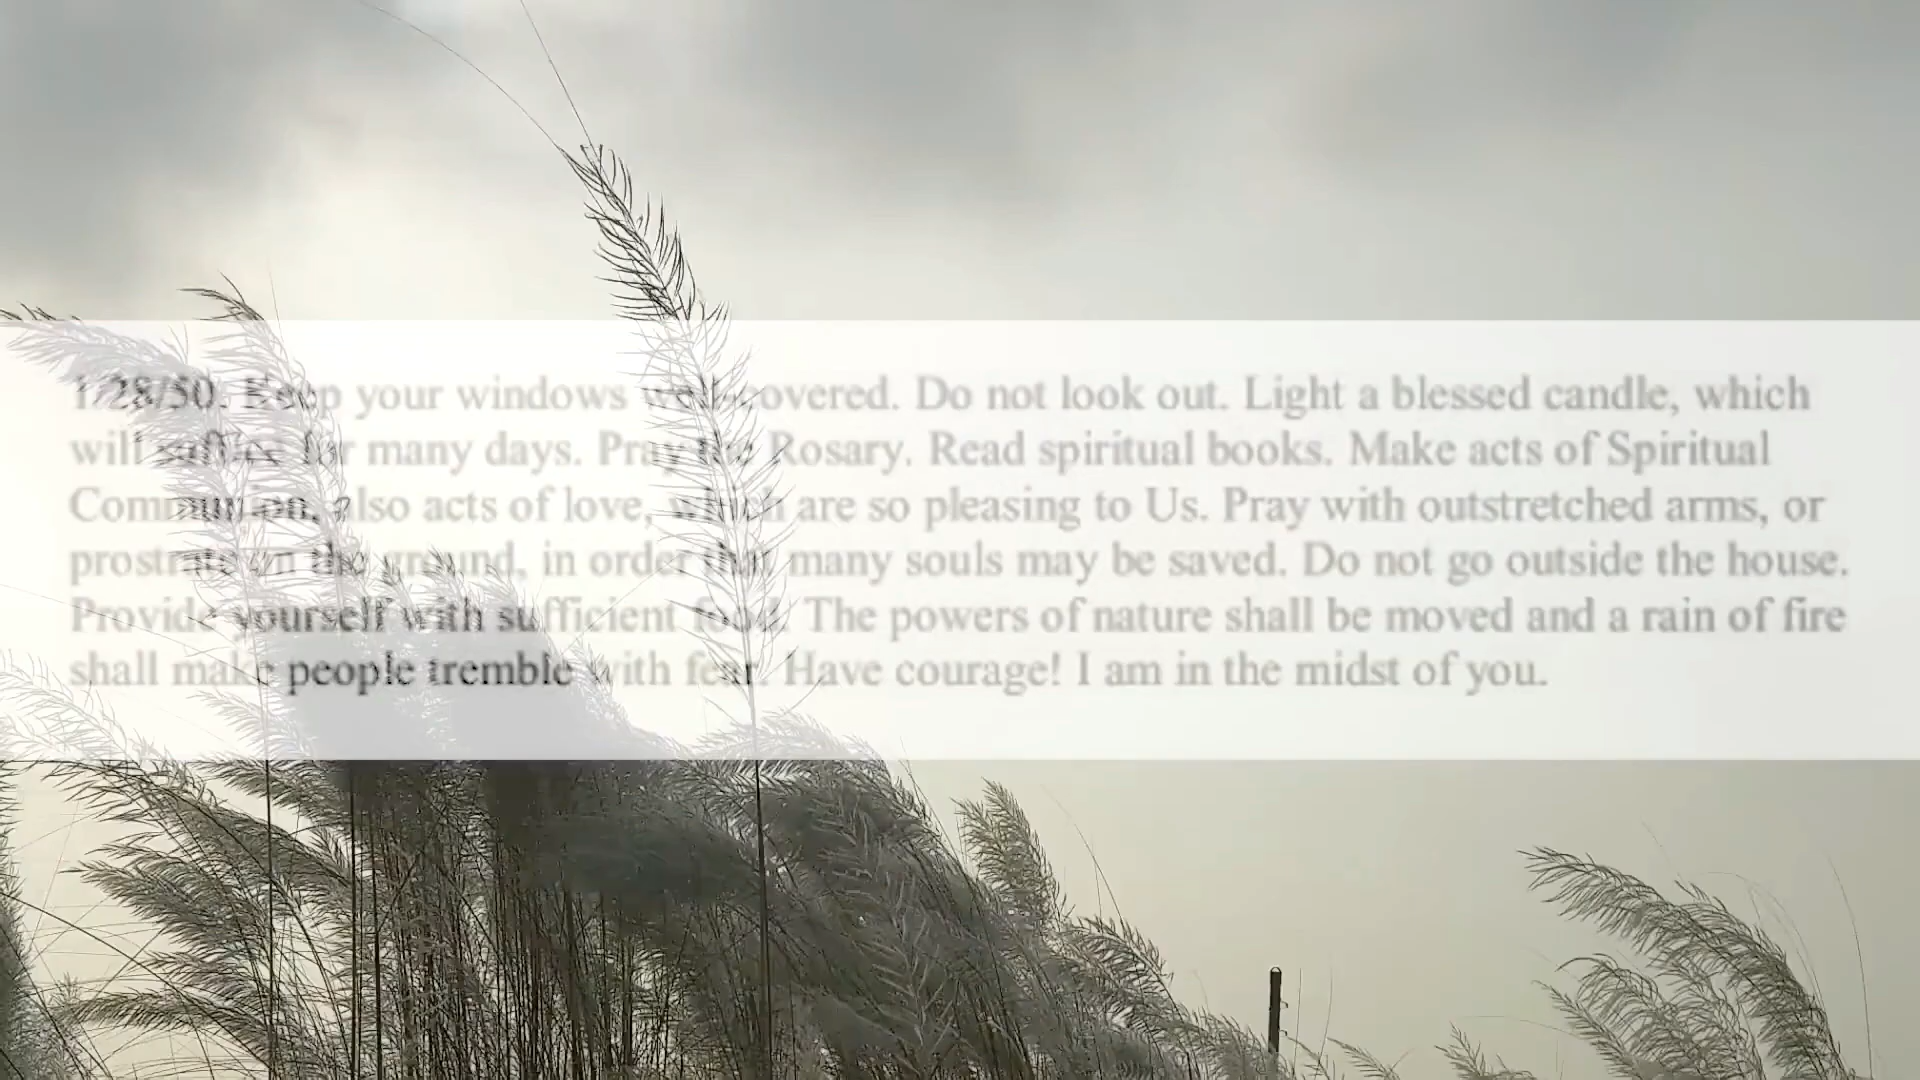 1/28/50. Keep your windows well covered. Do not look out. Light a blessed candle, which
will suffice for many days. Pray the Rosary. Read spiritual books. Make acts of Spiritual
Communion, also acts of love, which are so pleasing to Us. Pray with outstretched arms, or
prostrate on the ground, in order that many souls may be saved. Do not go outside the house.
Provide yourself with sufficient food. The powers of nature shall be moved and a rain of fire
shall make people tremble with fear. Have courage! I am in the midst of you.